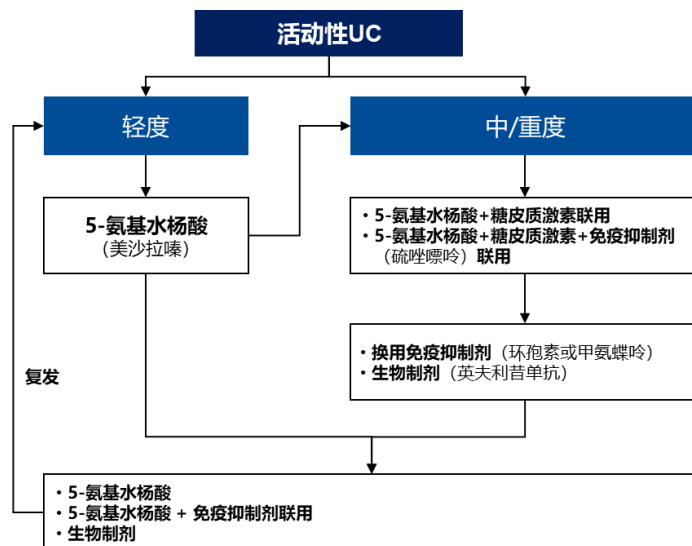 活动性UC
轻度
中/重度
5-氨基水杨酸
（美沙拉嗪）
• 5-氨基水杨酸+糖皮质激素联用
• 5-氨基水杨酸+糖皮质激素+免疫抑制剂
（硫唑嘌呤）联用
• 换用免疫抑制剂（环孢素或甲氨蝶呤）
• 生物制剂（英夫利昔单抗）
复发
• 5-氨基水杨酸
• 5-氨基水杨酸 + 免疫抑制剂联用
• 生物制剂